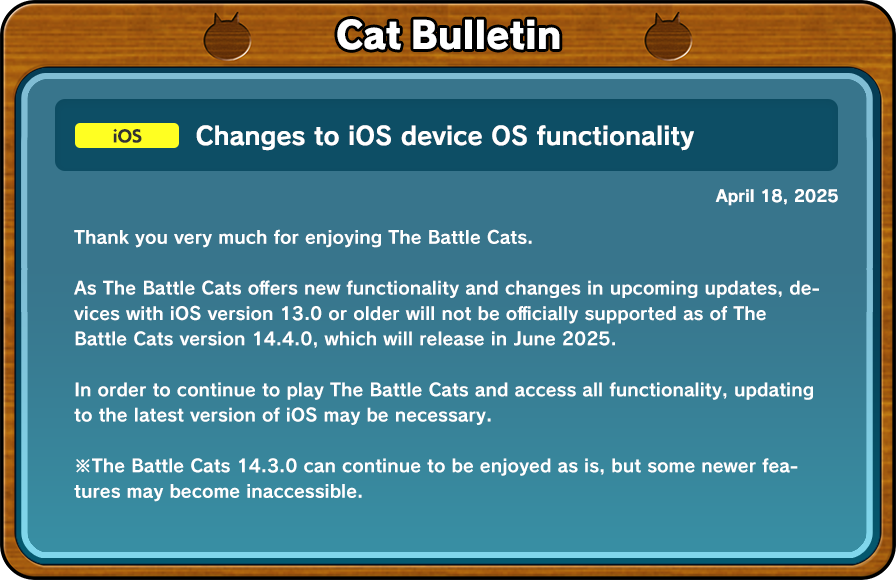 Cat Bulletin
iOS
Changes to iOS device OS functionality
April 18, 2025
Thank you very much for enjoying The Battle Cats.
As The Battle Cats offers new functionality and changes in upcoming updates, de-
vices with iOS version 13.0 or older will not be officially supported as of The
Battle Cats version 14.4.0, which will release in June 2025.
In order to continue to play The Battle Cats and access all functionality, updating
to the latest version of iOS may be necessary.
※The Battle Cats 14.3.0 can continue to be enjoyed as is, but some newer fea-
tures may become inaccessible.